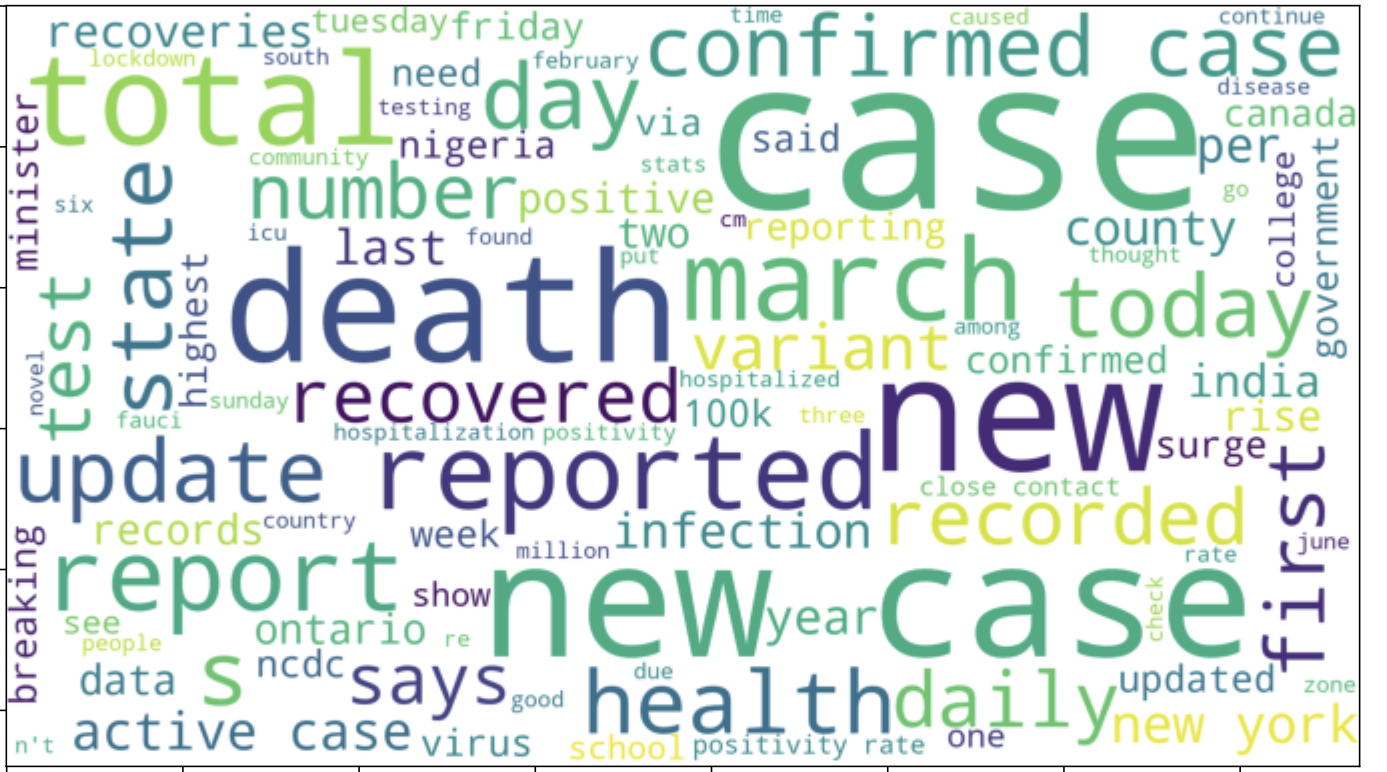 recoveries
tuesday
friday
time
caused
continue
confirmed case
lockdown
south
need
february
disease
total
testing
day
via
case
said
canada
per
minister
nigeria
community
stats
state
number
positive
go
college
government
six
icu
last
found
two
cm
reporting
county
put
thought
test
highest
death
march
today
among
variant
confirmed
novel
sunday
recovered
hospitalized
india
100k
three
new
rise
fauci
hospitalization
positivity
surge
update
reported
first
close contact
records
country
week
million
infection
recorded
june
rate
breaking
report
show
new case
year
check
see
people
ontario
re
data
s
ncdc
says
good
due
health
daily
updated
zone
n't
active case
virus
school
positivity rate
one
new york